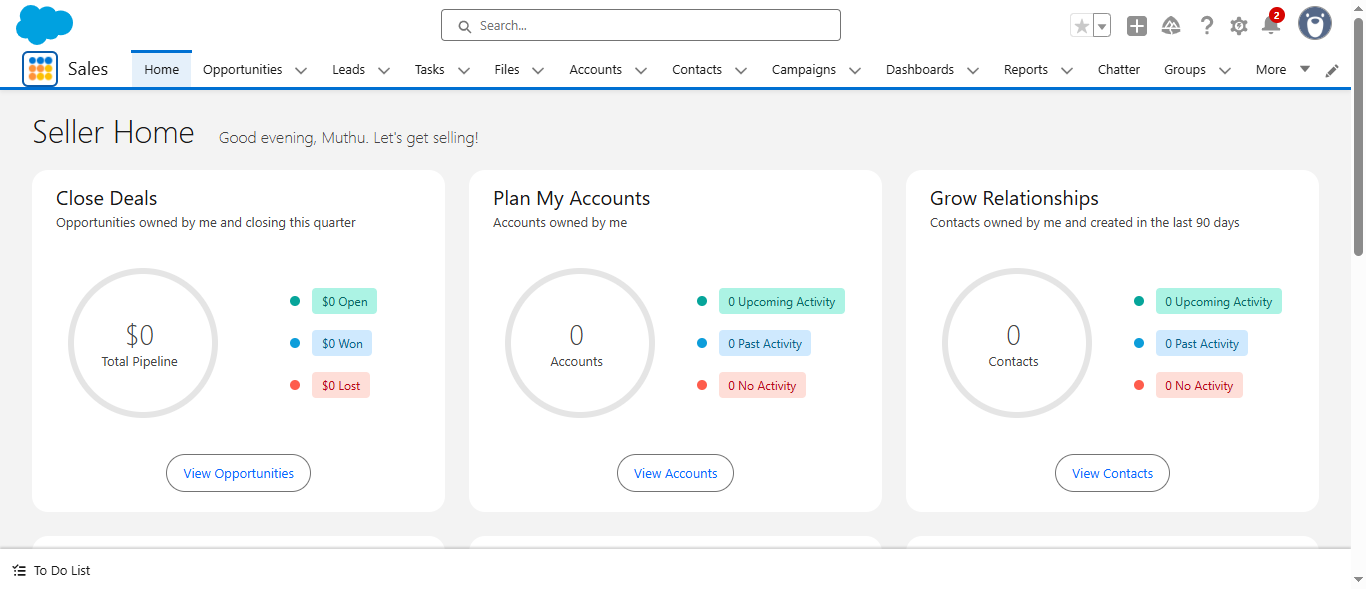 Search...
2
Sales
Home Opportunities Leads Tasks Files Accounts Contacts Campaigns Dashboards Reports Chatter Groups More
Seller Home Good evening, Muthu. Let's get selling!
Close Deals
Opportunities owned by me and closing this quarter
$0
Total Pipeline
$0 Open
$0 Won
$0 Lost
View Opportunities
Plan My Accounts
Accounts owned by me
0
Accounts
0 Upcoming Activity
0 Past Activity
0 No Activity
View Accounts
Grow Relationships
Contacts owned by me and created in the last 90 days
0
Contacts
0 Upcoming Activity
0 Past Activity
0 No Activity
View Contacts
To Do List